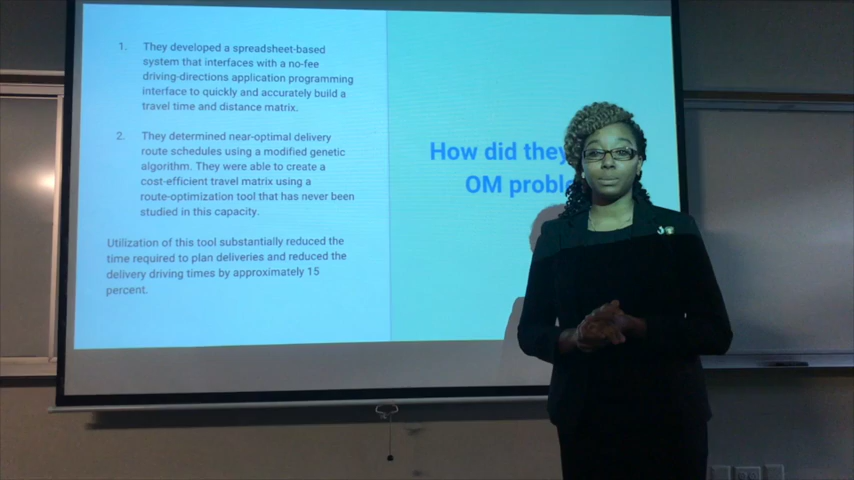 1. They developed a spreadsheet-based
system that interfaces with a no-fee
driving-directions application programming
interface to quickly and accurately build a
travel time and distance matrix.
2. They determined near-optimal delivery
route schedules using a modified genetic
algorithm. They were able to create a
cost-efficient travel matrix using a
route-optimization tool that has never been
studied in this capacity.
Utilization of this tool substantially reduced the
time required to plan deliveries and reduced the
delivery driving times by approximately 15
percent.
How did they
OM